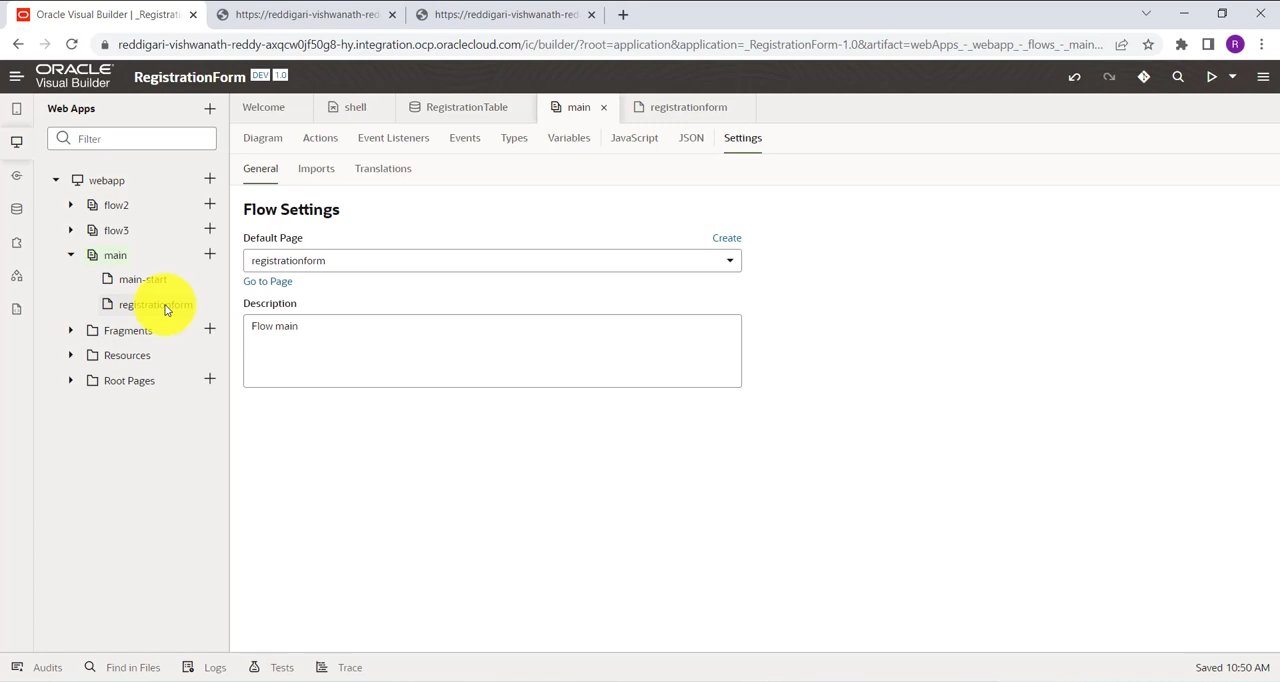 Oracle Visual Builder | _Registrati
https://reddigari-vishwanath-red
https://reddigari-vishwanath-red
reddigari-vishwanath-reddy-axqcw0jf50g8-hy.integration.ocp.oraclecloud.com/ic/builder/?root=application&application=_RegistrationForm-1.0&artifact=webApps_-_webapp_-_flows_-_main...
R
ORACLE
Visual Builder
RegistrationForm DEV 1.0
Web Apps
Welcome
shell
RegistrationTable
main
registrationform
Filter
Diagram
Actions
Event Listeners
Events
Types
Variables
JavaScript
JSON
Settings
General
Imports
Translations
webapp
flow2
flow3
main
main-start
registrationform
Fragments
Resources
Root Pages
Flow Settings
Default Page
Create
registrationform
Go to Page
Description
Flow main
Audits
Find in Files
Logs
Tests
Trace
Saved 10:50 AM